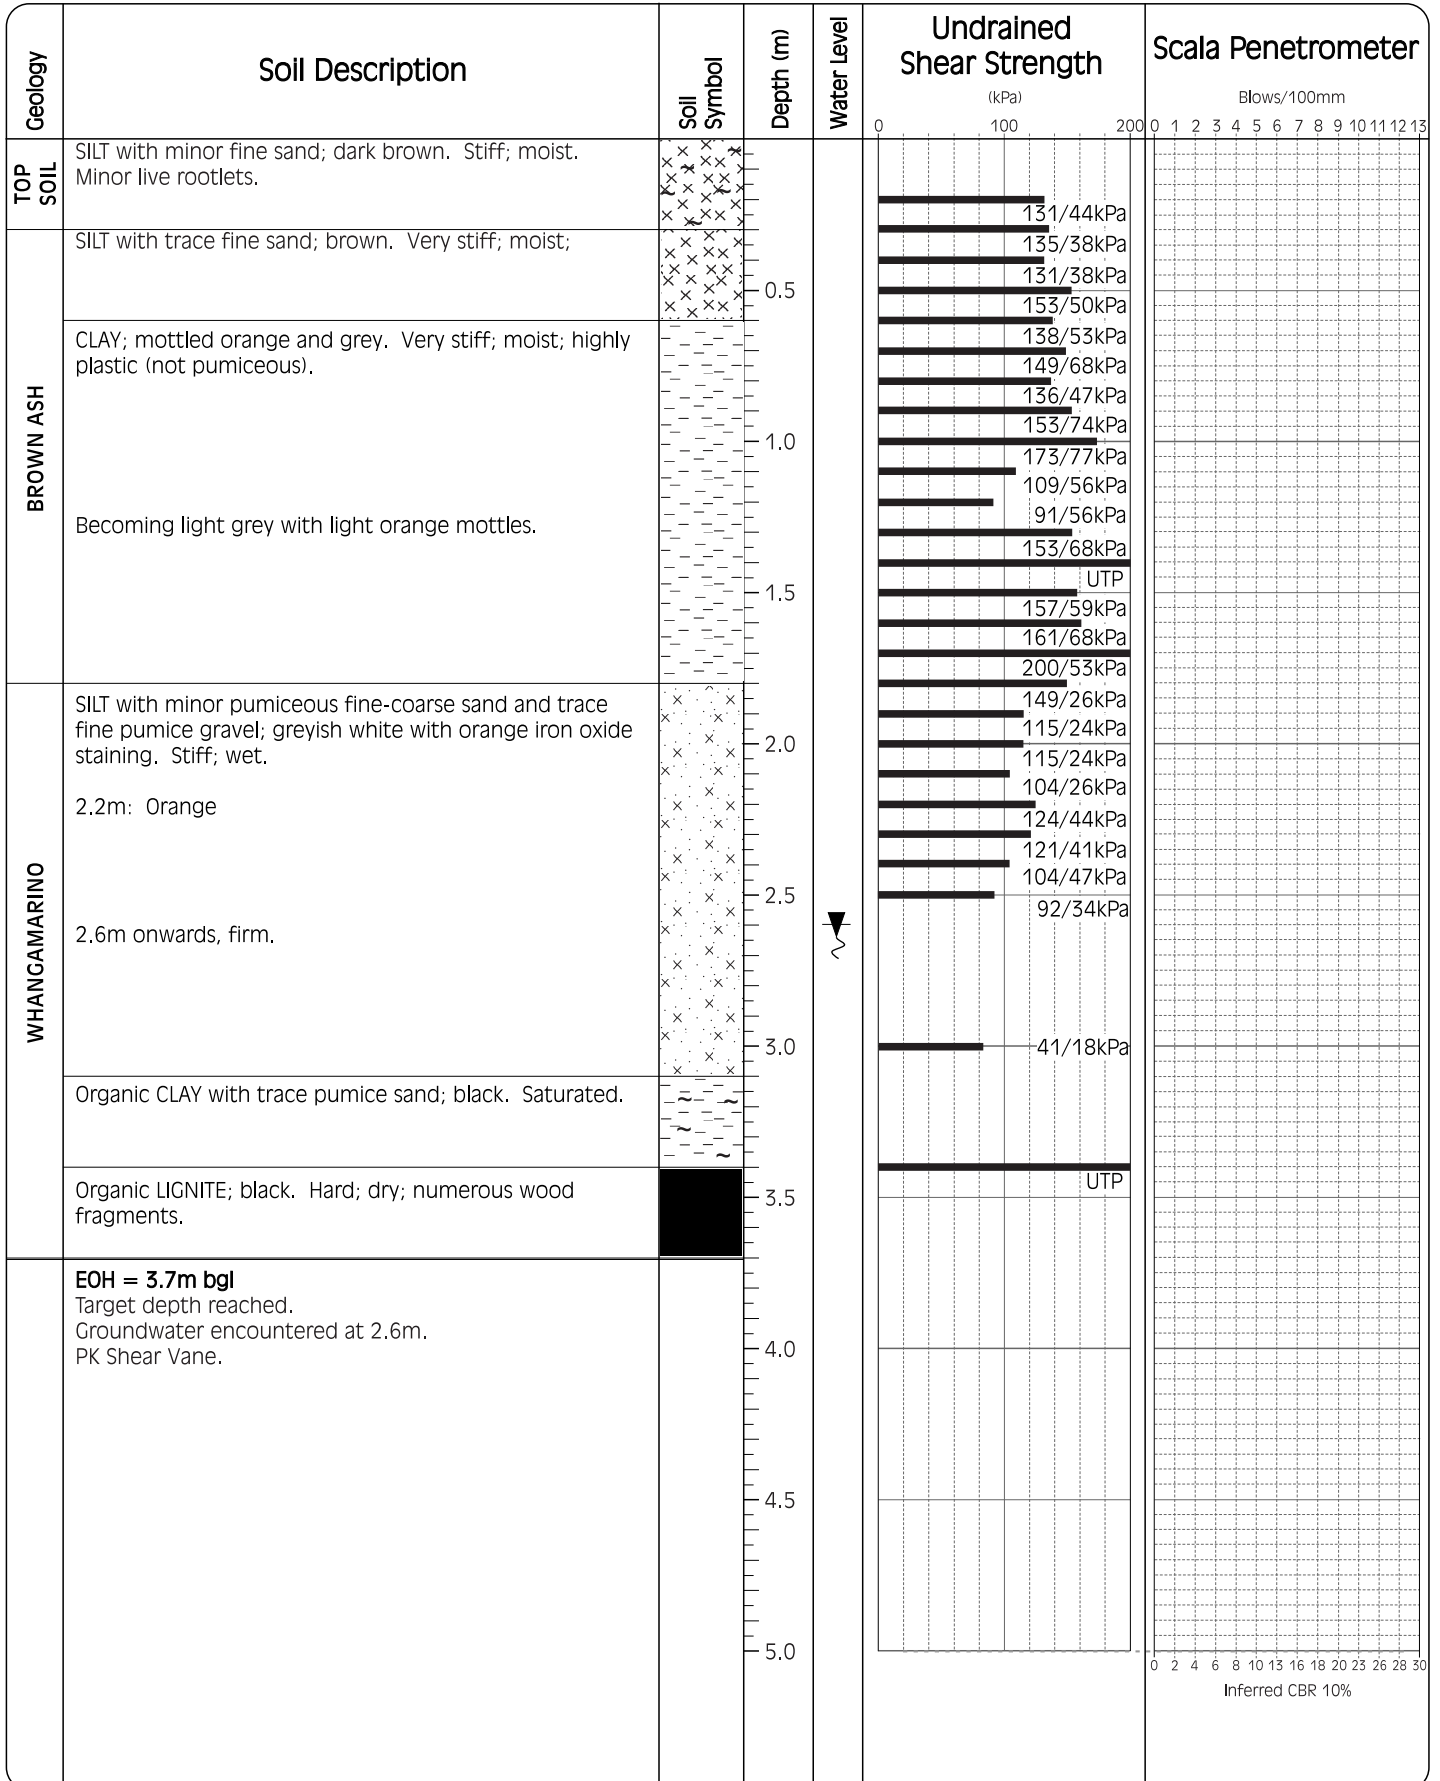 Geology
Soil Description
Soil
Symbol
Depth (m)
Water Level
Undrained
Shear Strength
(kPa)
0 100 200
Scala Penetrometer
Blows/100mm
0 1 2 3 4 5 6 7 8 9 10 11 12 13
TOP
SOIL
SILT with minor fine sand; dark brown. Stiff; moist.
Minor live rootlets.
131/44kPa
SILT with trace fine sand; brown. Very stiff; moist;
135/38kPa
131/38kPa
0.5
153/50kPa
BROWN ASH
CLAY; mottled orange and grey. Very stiff; moist; highly
plastic (not pumiceous).
138/53kPa
149/68kPa
136/47kPa
153/74kPa
1.0
173/77kPa
109/56kPa
91/56kPa
Becoming light grey with light orange mottles.
153/68kPa
UTP
1.5
157/59kPa
161/68kPa
200/53kPa
WHANGAMARINO
SILT with minor pumiceous fine-coarse sand and trace
fine pumice gravel; greyish white with orange iron oxide
staining. Stiff; wet.
149/26kPa
115/24kPa
2.0
115/24kPa
104/26kPa
2.2m: Orange
124/44kPa
121/41kPa
104/47kPa
2.5
92/34kPa
2.6m onwards, firm.
3.0
41/18kPa
Organic CLAY with trace pumice sand; black. Saturated.
UTP
Organic LIGNITE; black. Hard; dry; numerous wood
fragments.
3.5
EOH = 3.7m bgl
Target depth reached.
Groundwater encountered at 2.6m.
PK Shear Vane.
4.0
4.5
5.0
0 2 4 6 8 10 13 16 18 20 23 26 28 30
Inferred CBR 10%